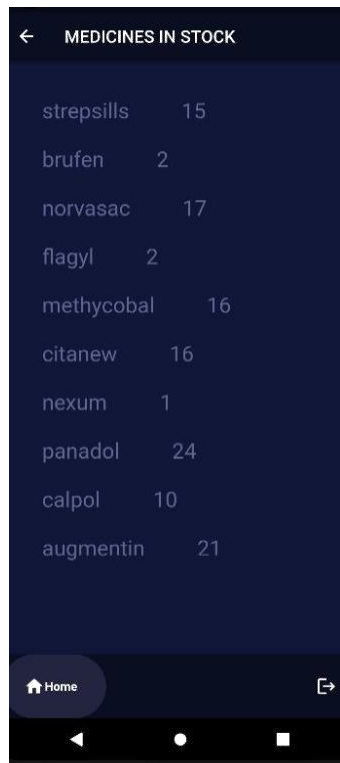 MEDICINES IN STOCK
strepsills 15
brufen 2
norvasac 17
flagyl 2
methycobal 16
citanew 16
nexum 1
panadol 24
calpol 10
augmentin 21
Home